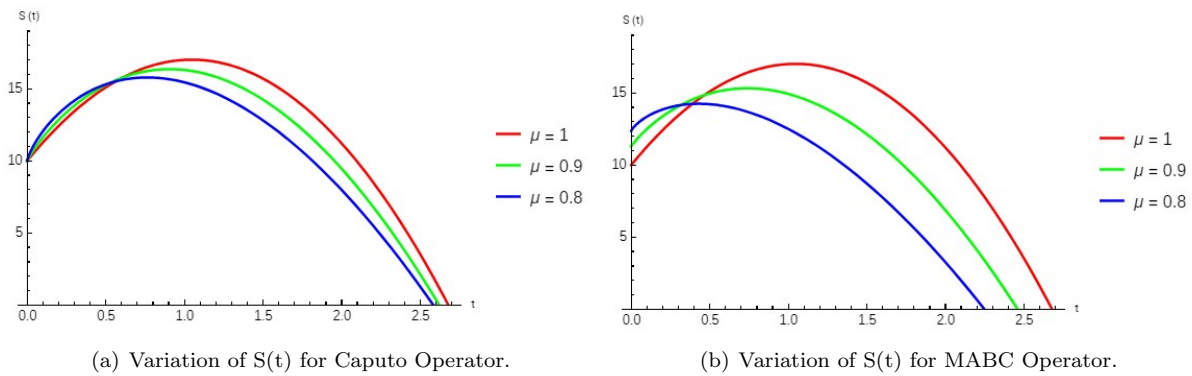 S (t)
15
10
5
0.0 0.5 1.0 1.5 2.0 2.5
t
μ = 1
μ = 0.9
μ = 0.8
(a) Variation of S(t) for Caputo Operator.
S (t)
15
10
5
0.0 0.5 1.0 1.5 2.0 2.5
t
μ = 1
μ = 0.9
μ = 0.8
(b) Variation of S(t) for MABC Operator.